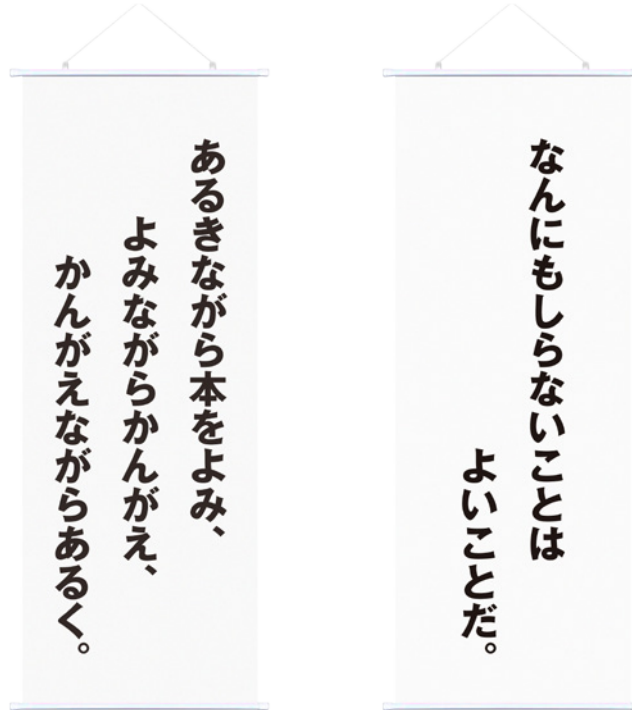 あるきながら本をよみ、
よみながらかんがえ、
かんがえながらあるく。
なんにもしらないことは
よいことだ。